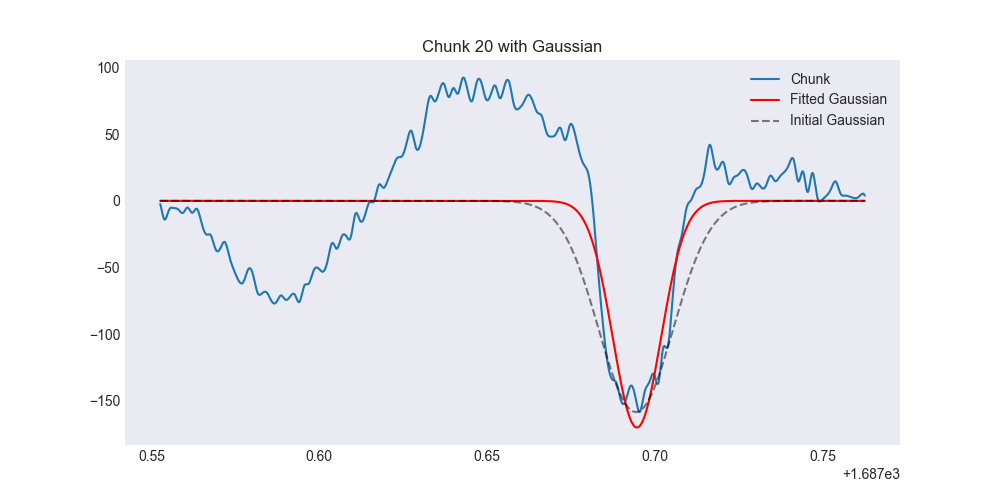 Chunk 20 with Gaussian
100
50
0
−50
−100
−150
Chunk
Fitted Gaussian
Initial Gaussian
0.55 0.60 0.65 0.70 0.75
+1.687e3